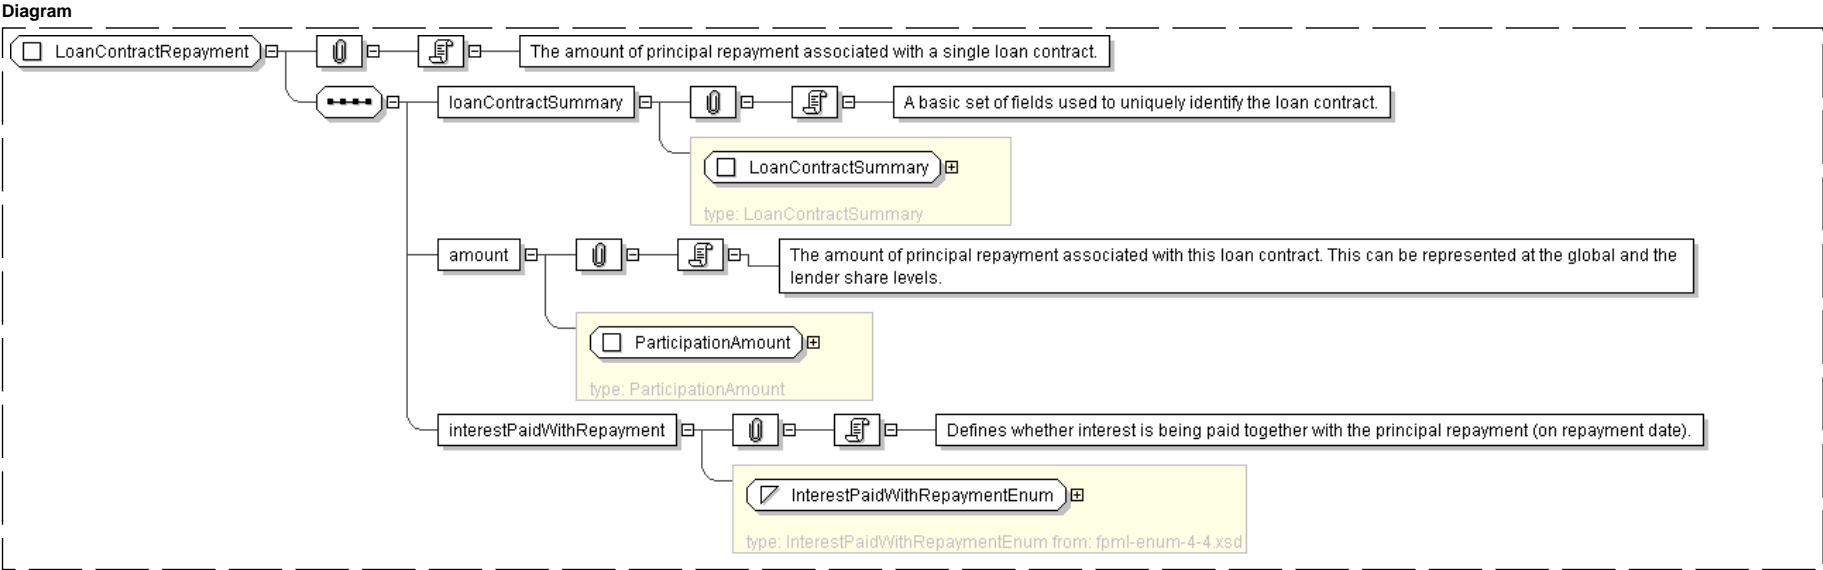 Diagram
LoanContractRepayment
The amount of principal repayment associated with a single loan contract.
loanContractSummary
A basic set of fields used to uniquely identify the loan contract.
LoanContractSummary
type: LoanContractSummary
amount
The amount of principal repayment associated with this loan contract. This can be represented at the global and the
lender share levels.
ParticipationAmount
type: ParticipationAmount
interestPaidWithRepayment
Defines whether interest is being paid together with the principal repayment (on repayment date).
InterestPaidWithRepaymentEnum
type: InterestPaidWithRepaymentEnum from: fpml-enum-4-4.xsd